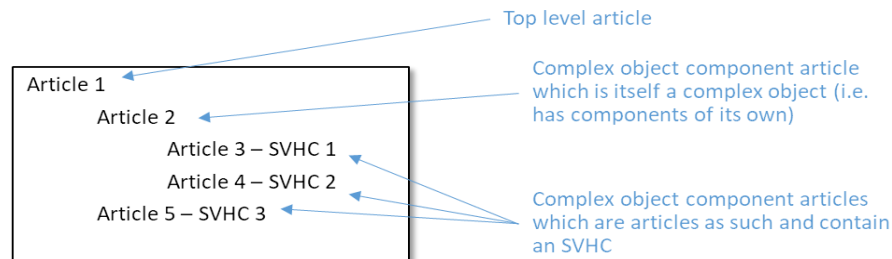 Top level article
Article 1
Complex object component article
which is itself a complex object (i.e.
has components of its own)
Article 2
Article 3 – SVHC 1
Article 4 – SVHC 2
Article 5 – SVHC 3
Complex object component articles
which are articles as such and contain
an SVHC